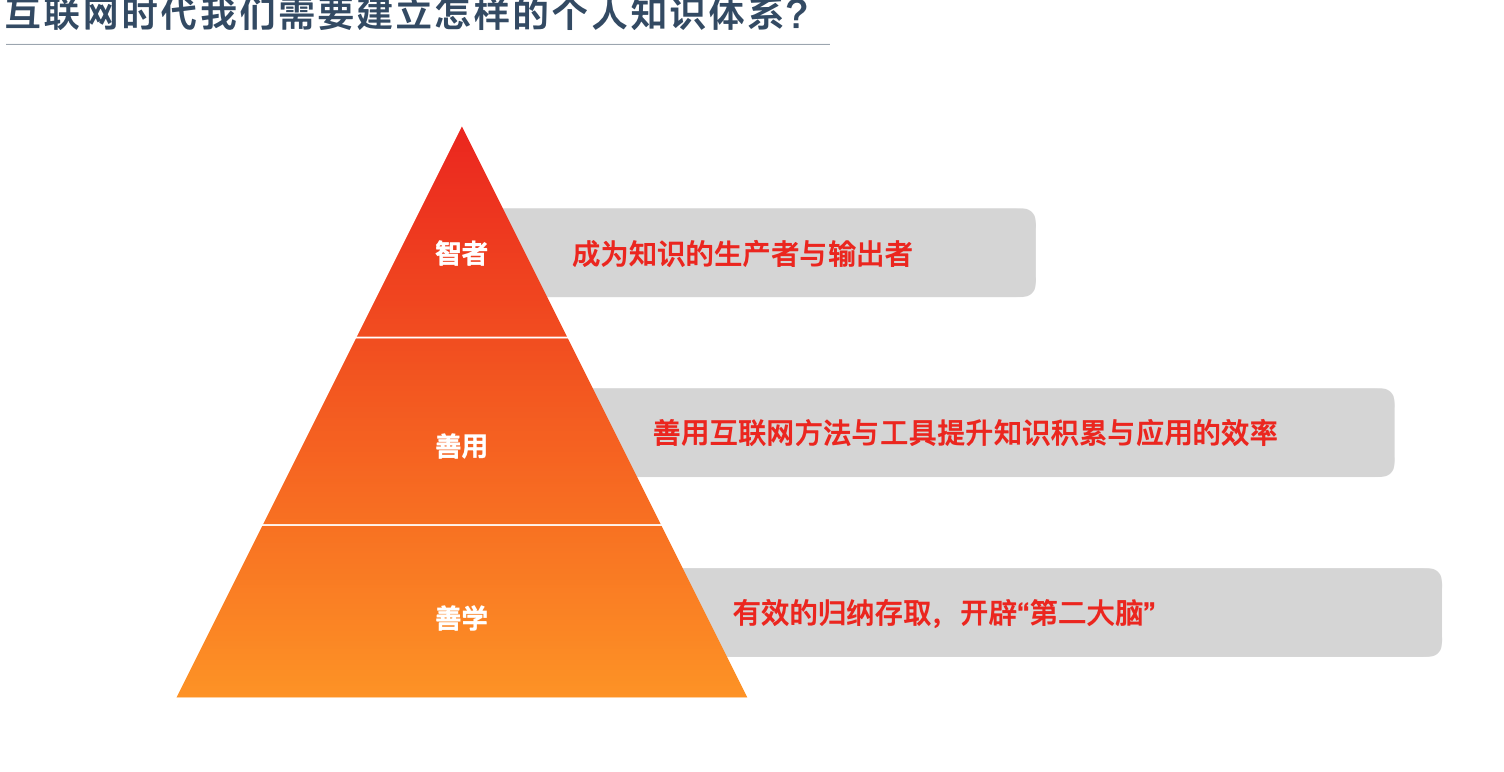 互联网时代我们需要建立怎样的个人知识体系?
智者
成为知识的生产者与输出者
善用
善用互联网方法与工具提升知识积累与应用的效率
善学
有效的归纳存取，开辟“第二大脑”